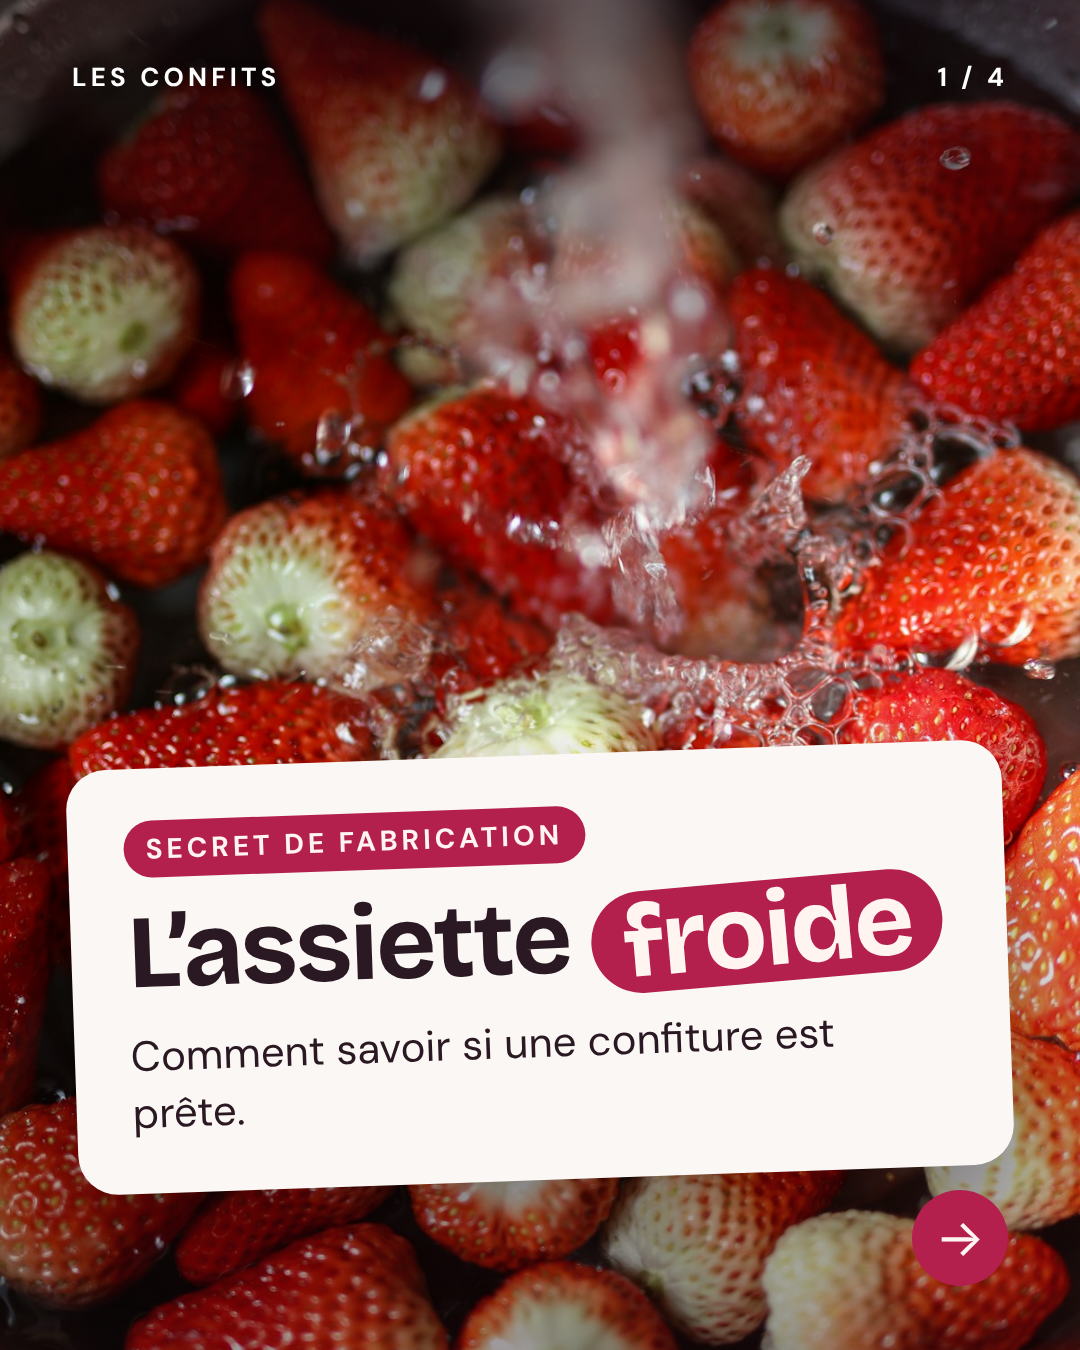 LES CONFITS
1 / 4
SECRET DE FABRICATION
L’assiette froide
Comment savoir si une confiture est
prête.